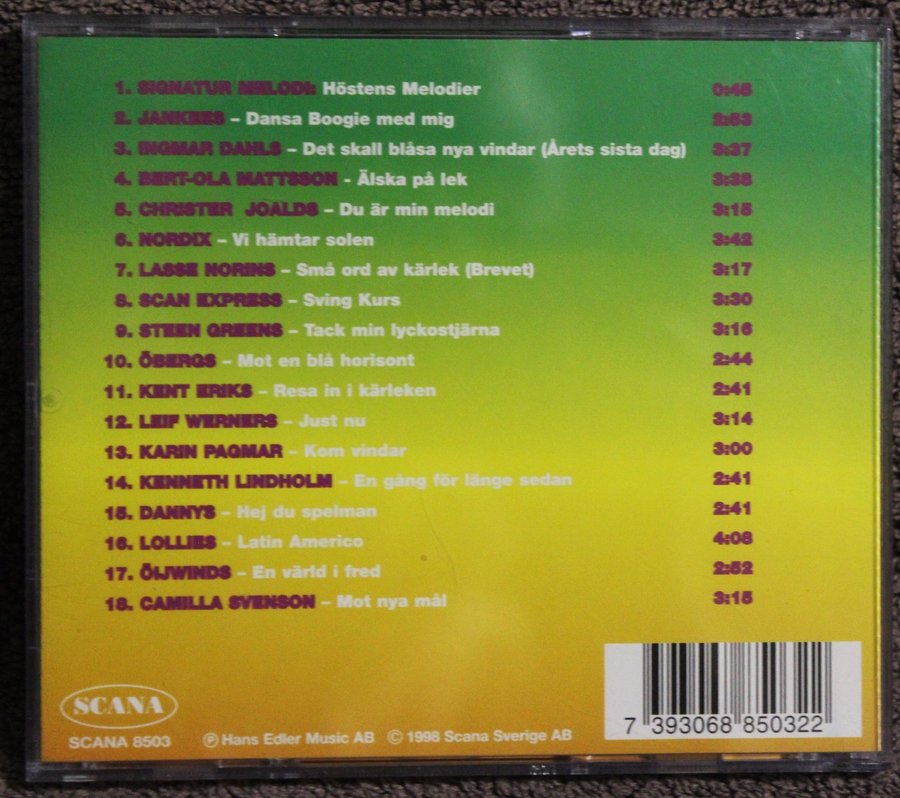 1. SIGNATUR MELODI: Höstens Melodier 0:45
2. JANKEES – Dansa Boogie med mig 2:53
3. INGMAR DAHLS – Det skall blåsa nya vindar (Årets sista dag) 3:37
4. BERT-OLA MATTSSON - Älska på lek 3:38
5. CHRISTER JOALDS – Du är min melodi 3:15
6. NORDIX – Vi hämtar solen 3:42
7. LASSE NORINS – Små ord av kärlek (Brevet) 3:17
8. SCAN EXPRESS – Sving Kurs 3:30
9. STEEN GREENS – Tack min lyckostjärna 3:16
10. ÖBERGS – Mot en blå horisont 2:44
11. KENT ERIKS – Resa in i kärleken 2:41
12. LEIF WERNERS – Just nu 3:14
13. KARIN PAGMAR – Kom vindar 3:00
14. KENNETH LINDHOLM – En gång för länge sedan 2:41
15. DANNYS – Hej du spelman 2:41
16. LOLLIES – Latin Americo 4:08
17. ÖIJWINDS – En värld i fred 2:52
18. CAMILLA SVENSON – Mot nya mål 3:15
SCANA
SCANA 8503
℗ Hans Edler Music AB © 1998 Scana Sverige AB
7 393068 850322